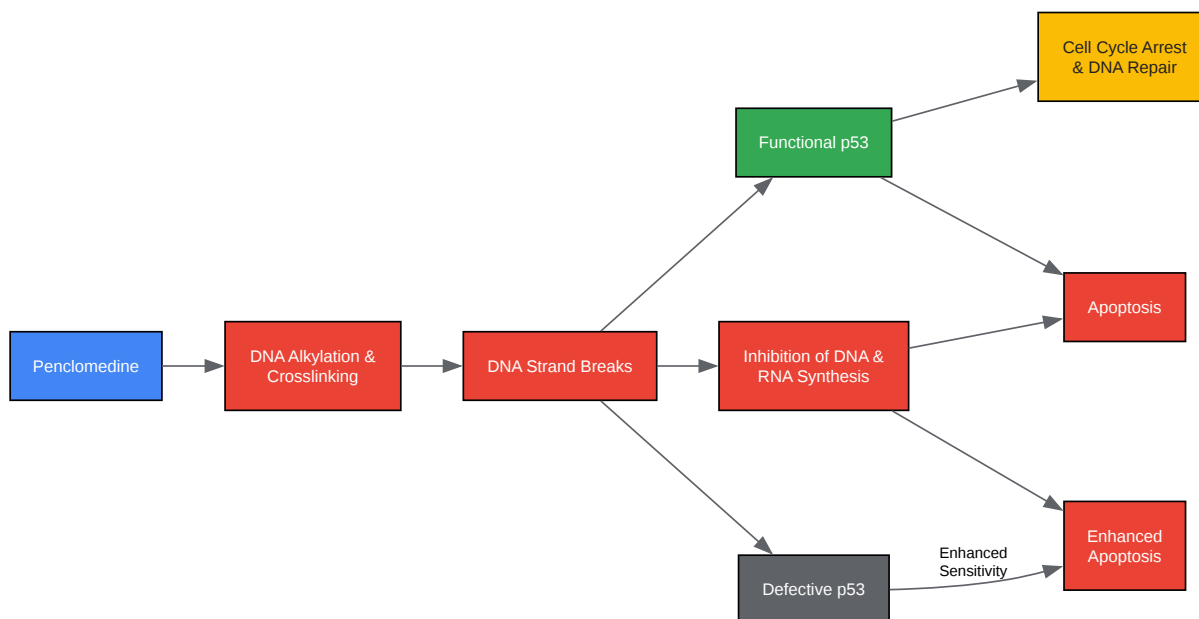 Penclomedine
DNA Alkylation &
Crosslinking
DNA Strand Breaks
Functional p53
Inhibition of DNA &
RNA Synthesis
Defective p53
Enhanced
Sensitivity
Cell Cycle Arrest
& DNA Repair
Apoptosis
Enhanced
Apoptosis